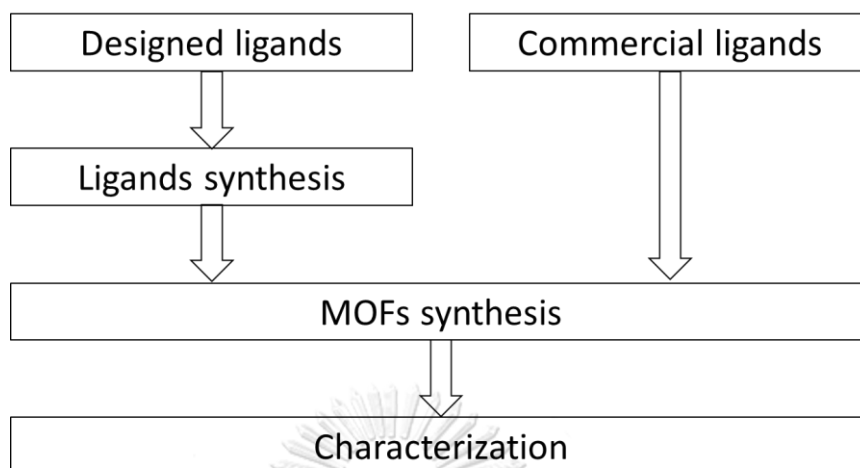 Designed ligands
Commercial ligands
Ligands synthesis
MOFs synthesis
Characterization